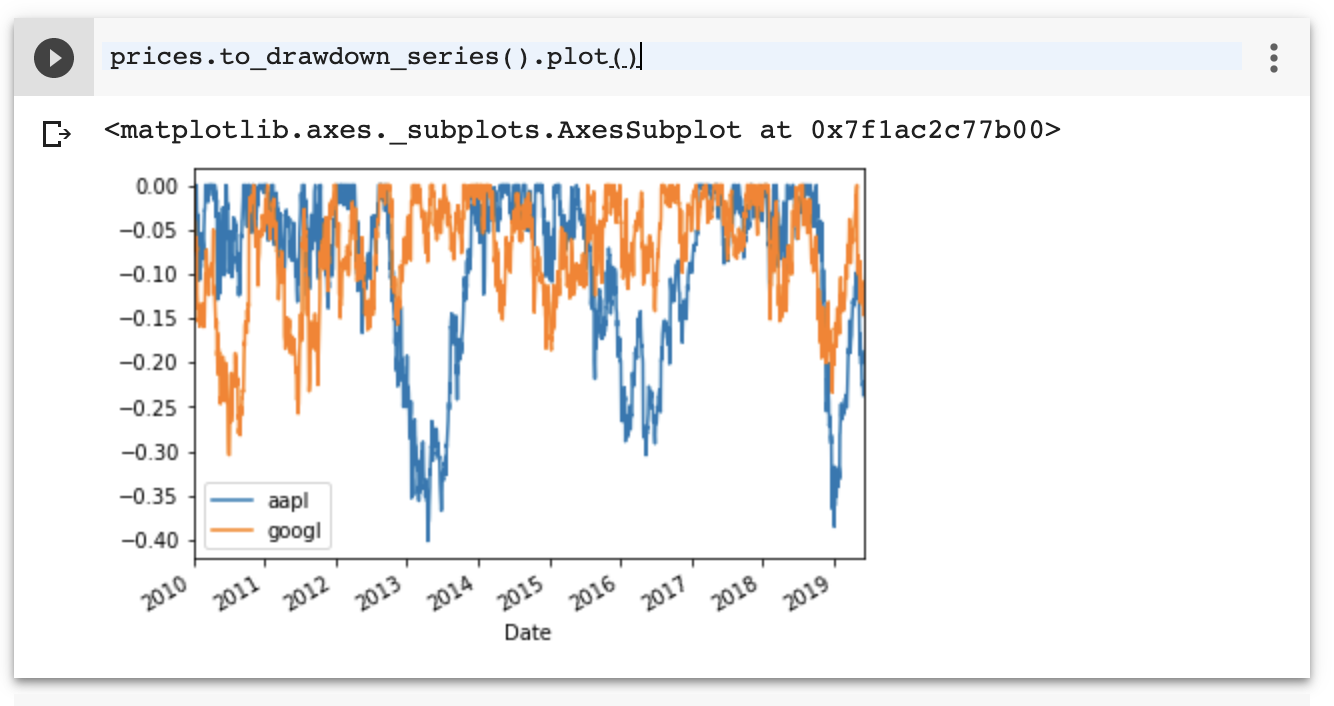 prices.to_drawdown_series().plot()
<matplotlib.axes._subplots.AxesSubplot at 0x7f1ac2c77b00>
0.00
−0.05
−0.10
−0.15
−0.20
−0.25
−0.30
−0.35
−0.40
aapl
googl
2010 2011 2012 2013 2014 2015 2016 2017 2018 2019
Date